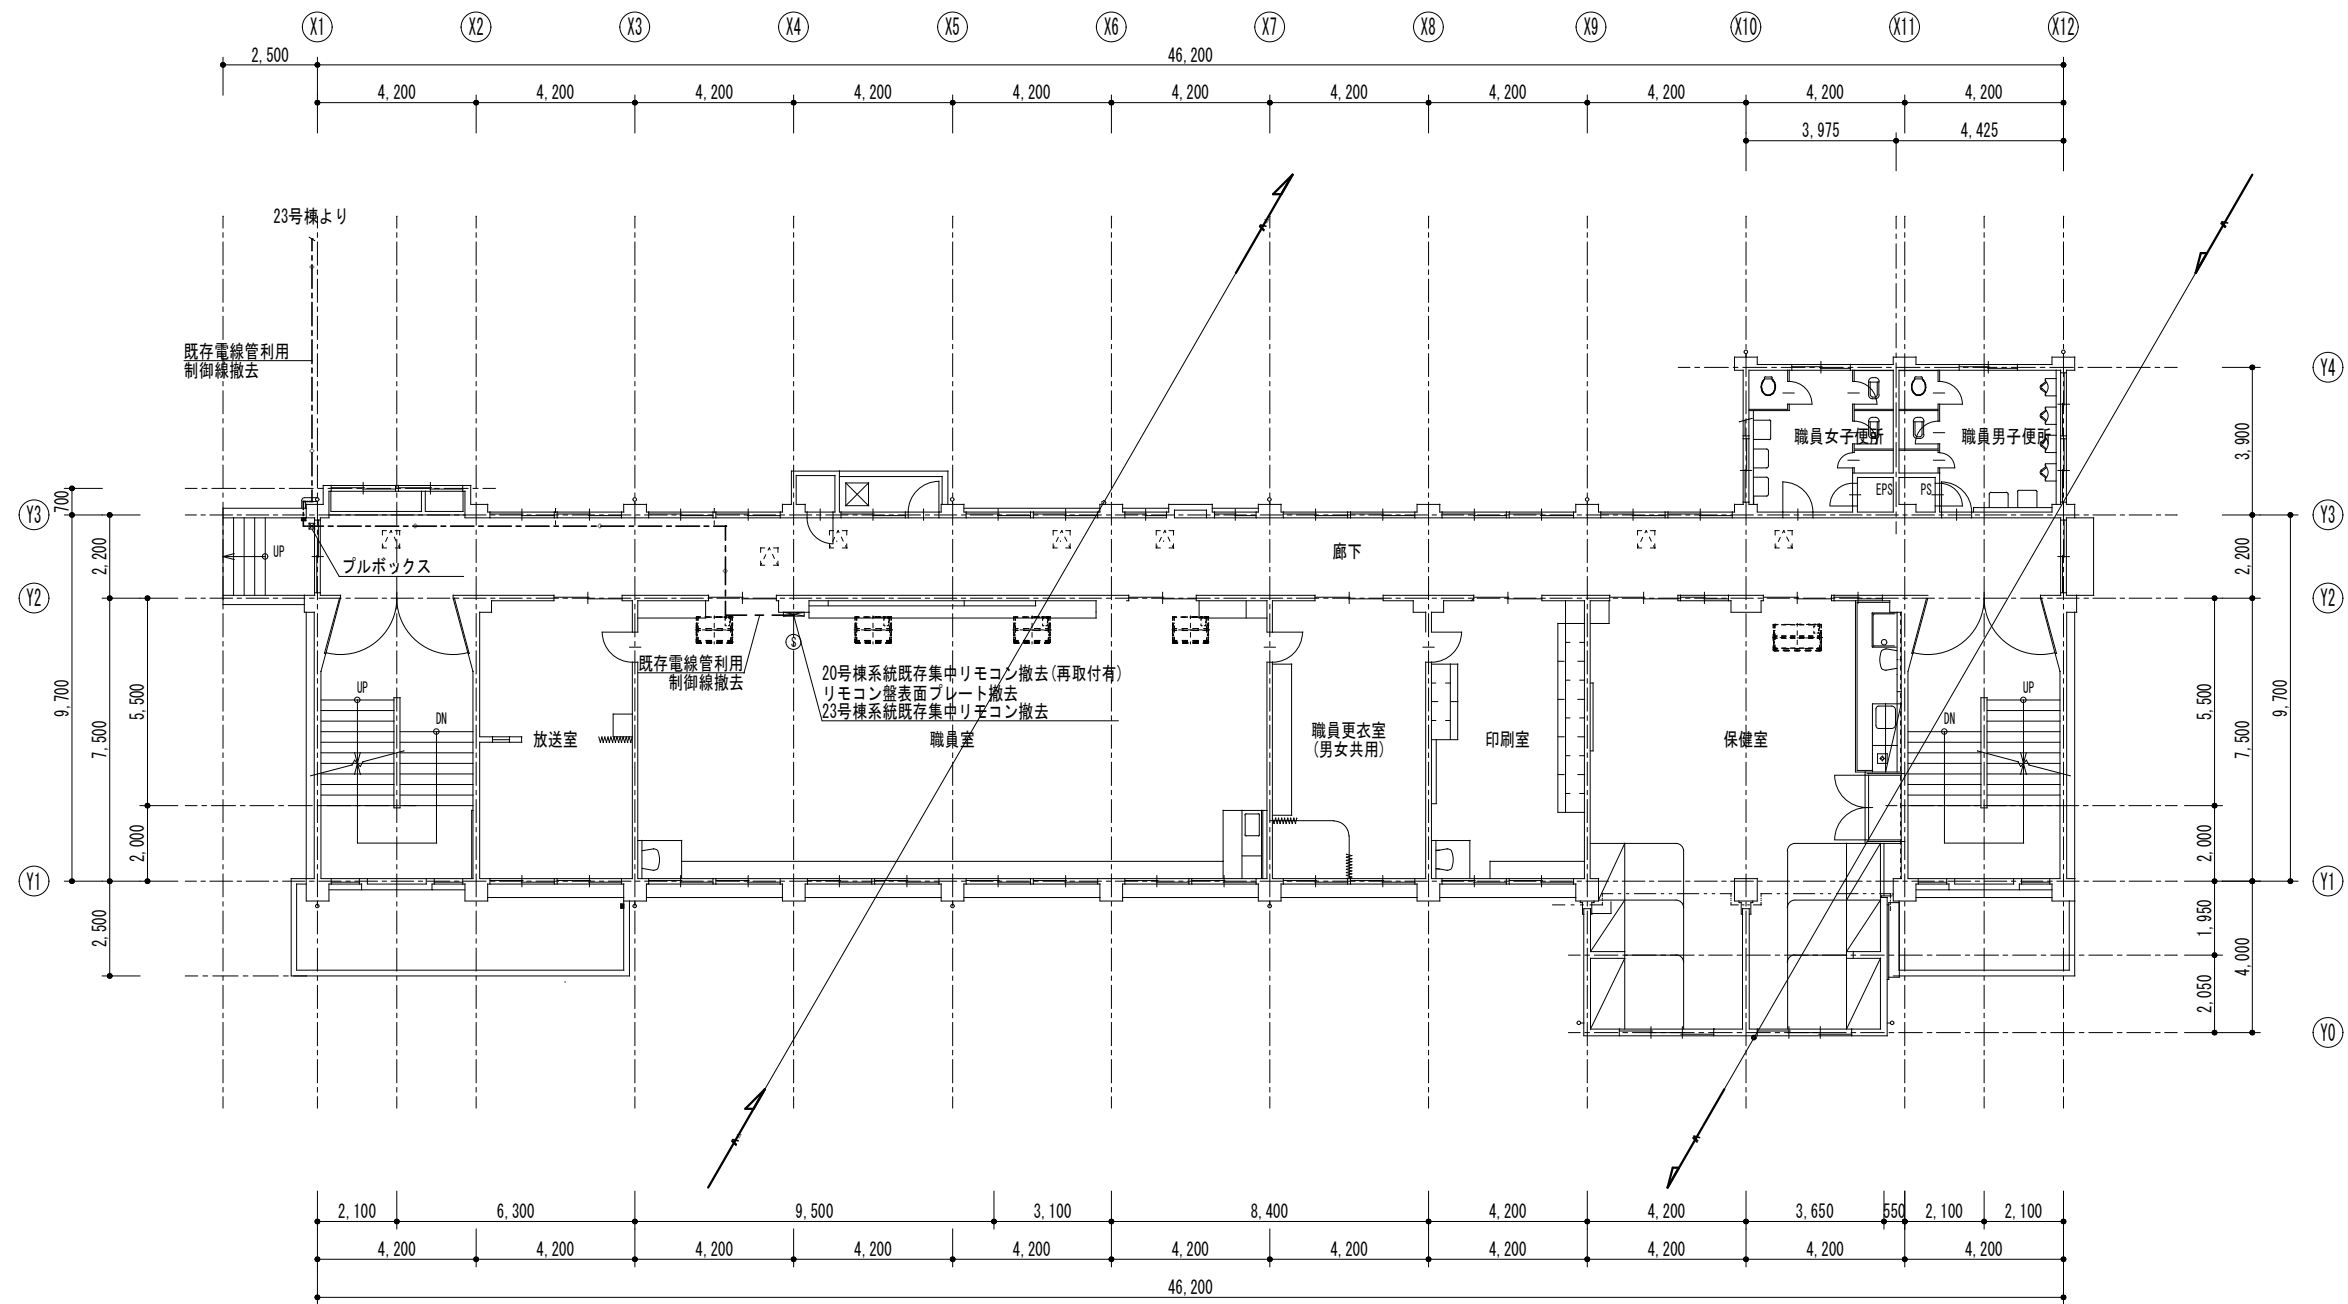 X1 X2 X3 X4 X5 X6 X7 X8 X9 X10 X11 X12
2,500 46,200
4,200 4,200 4,200 4,200 4,200 4,200 4,200 4,200 4,200 4,200 4,200
3,975 4,425
23号棟より
既存電線管利用
制御線撤去
Y4
3,900
職員女子便所 職員男子便所
EPS PS
700
Y3 Y3
UP
2,200 2,200
廊下
プルボックス
Y2 Y2
S
既存電線管利用
制御線撤去
20号棟系統既存集中リモコン撤去(再取付有)
リモコン盤表面プレート撤去
23号棟系統既存集中リモコン撤去
UP DN
放送室
職員室
職員更衣室
(男女共用)
印刷室
保健室
UP DN
9,700 7,500 5,500
2,000
5,500 7,500 9,700
2,000
Y1 Y1
2,500
1,950
4,000
2,050
Y0
2,100 6,300 9,500 3,100 8,400 4,200 4,200 3,650 550 2,100 2,100
4,200 4,200 4,200 4,200 4,200 4,200 4,200 4,200 4,200 4,200 4,200
46,200